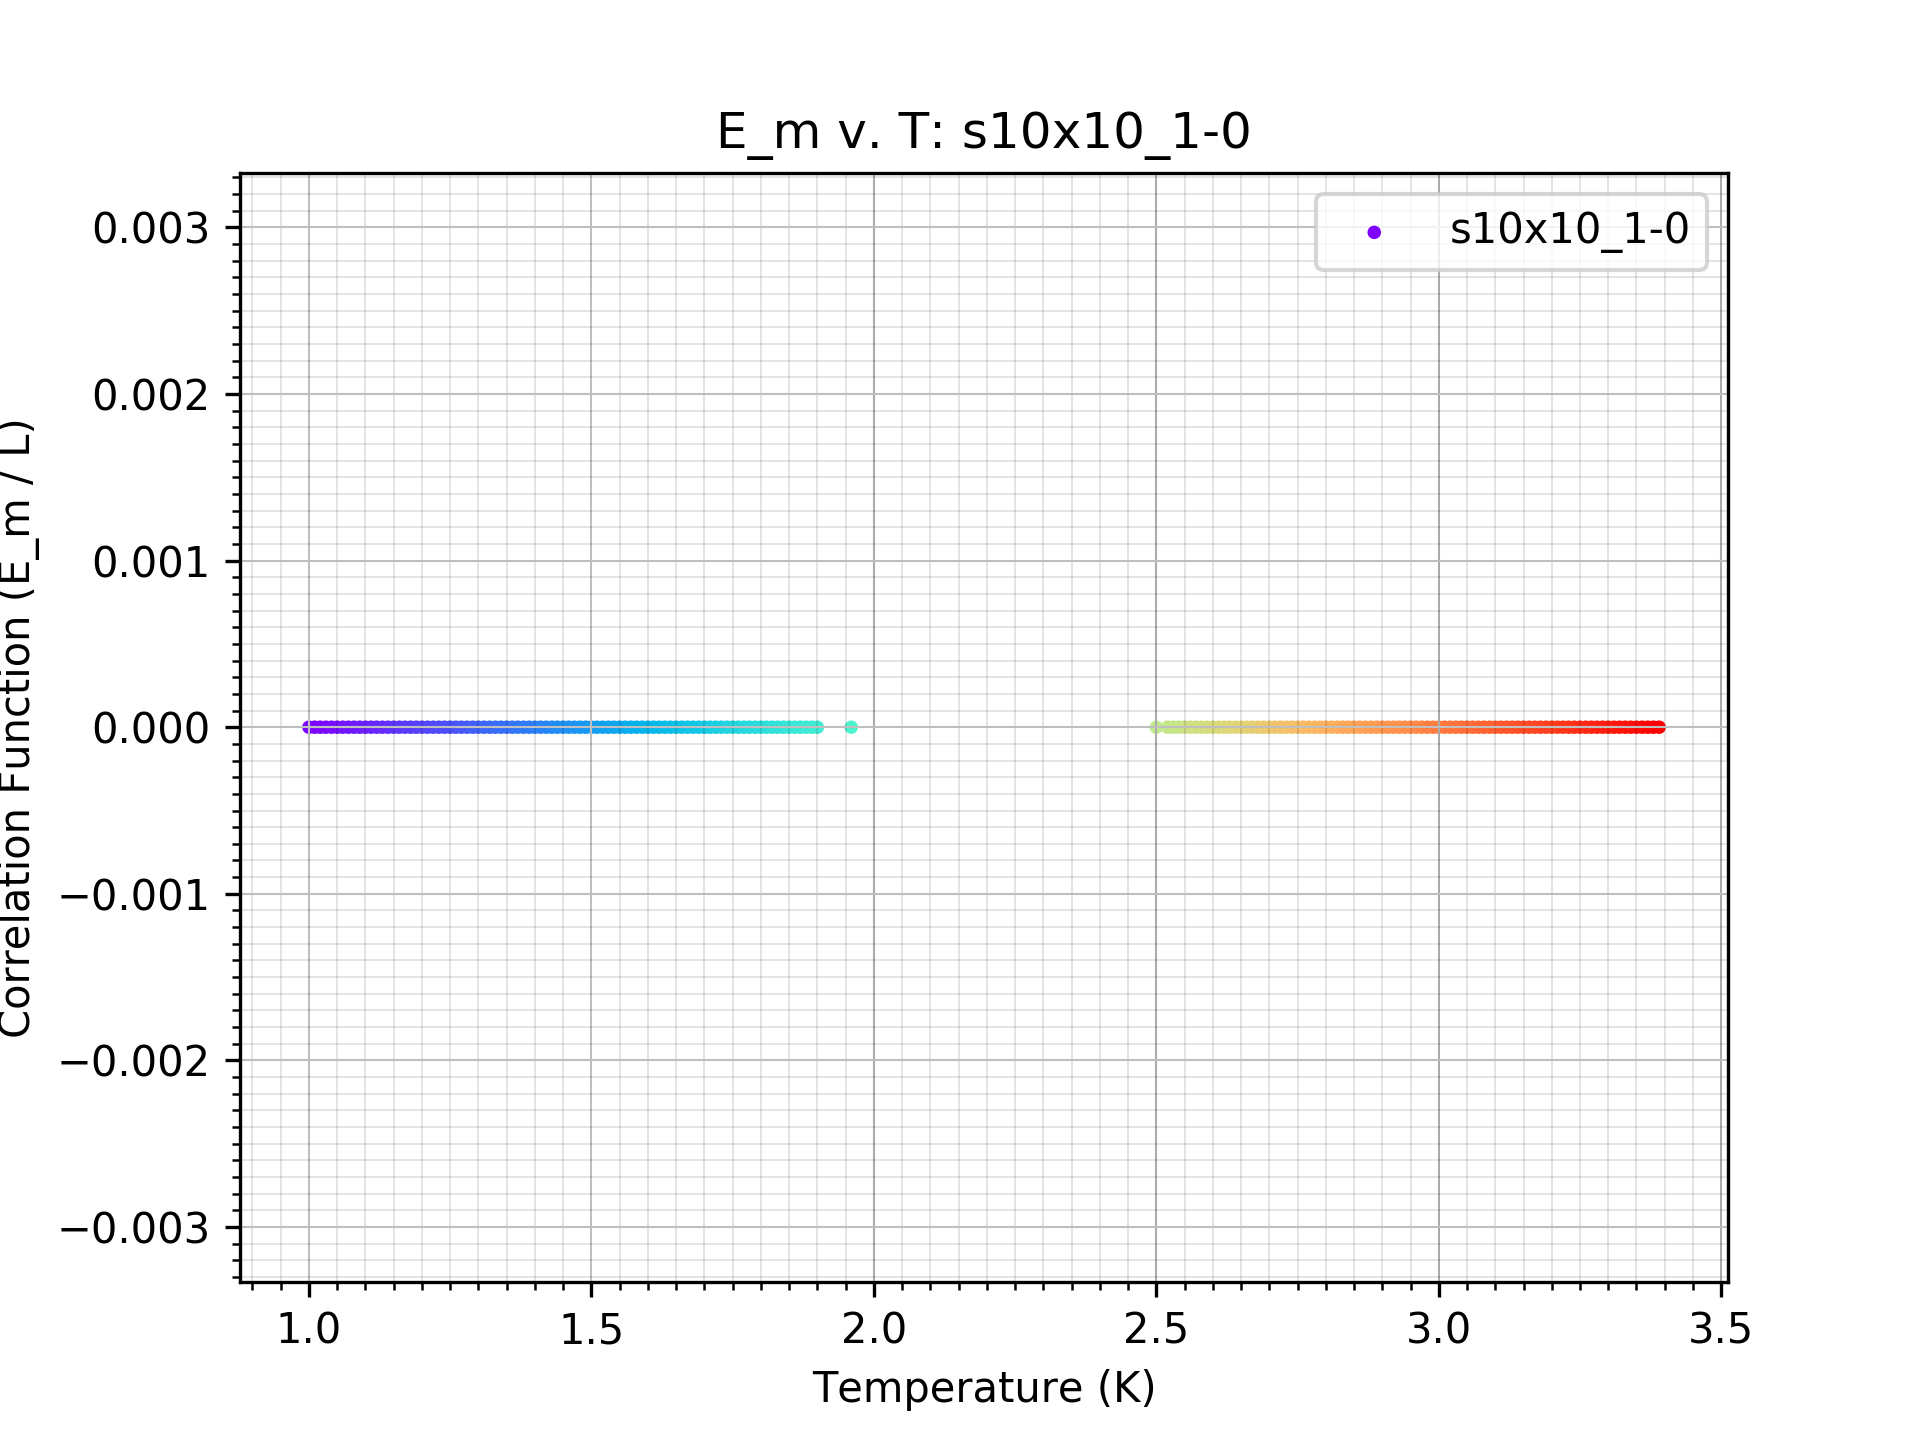 E_m v. T: s10x10_1-0
s10x10_1-0
0.003
0.002
0.001
0.000
−0.001
−0.002
−0.003
Correlation Function (E_m / L)
1.0 1.5 2.0 2.5 3.0 3.5
Temperature (K)